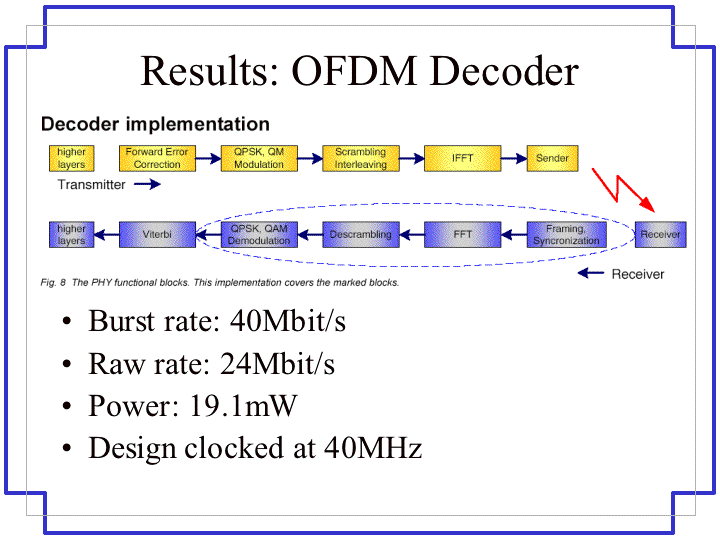 Results: OFDM Decoder
Decoder implementation
higher layers
Forward Error Correction
QPSK, QM Modulation
Scrambling Interleaving
IFFT
Sender
Transmitter
higher layers
Viterbi
QPSK, QAM Demodulation
Descrambling
FFT
Framing, Syncronization
Receiver
Receiver
Fig. 8 The PHY functional blocks. This implementation covers the marked blocks.
• Burst rate: 40Mbit/s
• Raw rate: 24Mbit/s
• Power: 19.1mW
• Design clocked at 40MHz